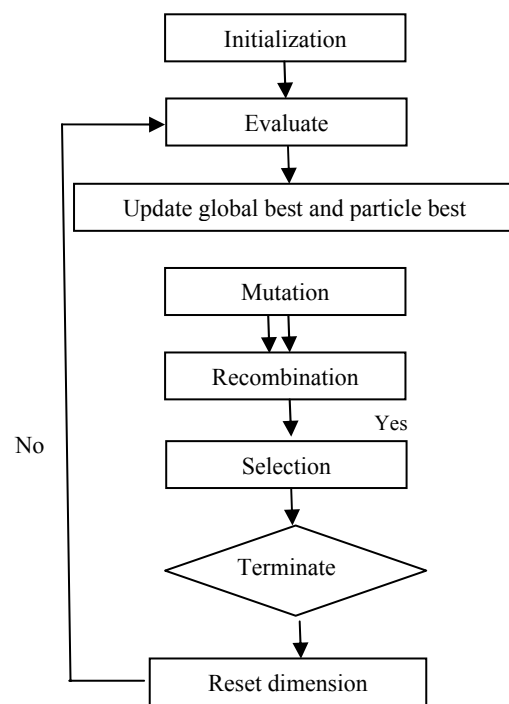 Initialization
Evaluate
Update global best and particle best
Mutation
Recombination
Yes
No
Selection
Terminate
Reset dimension